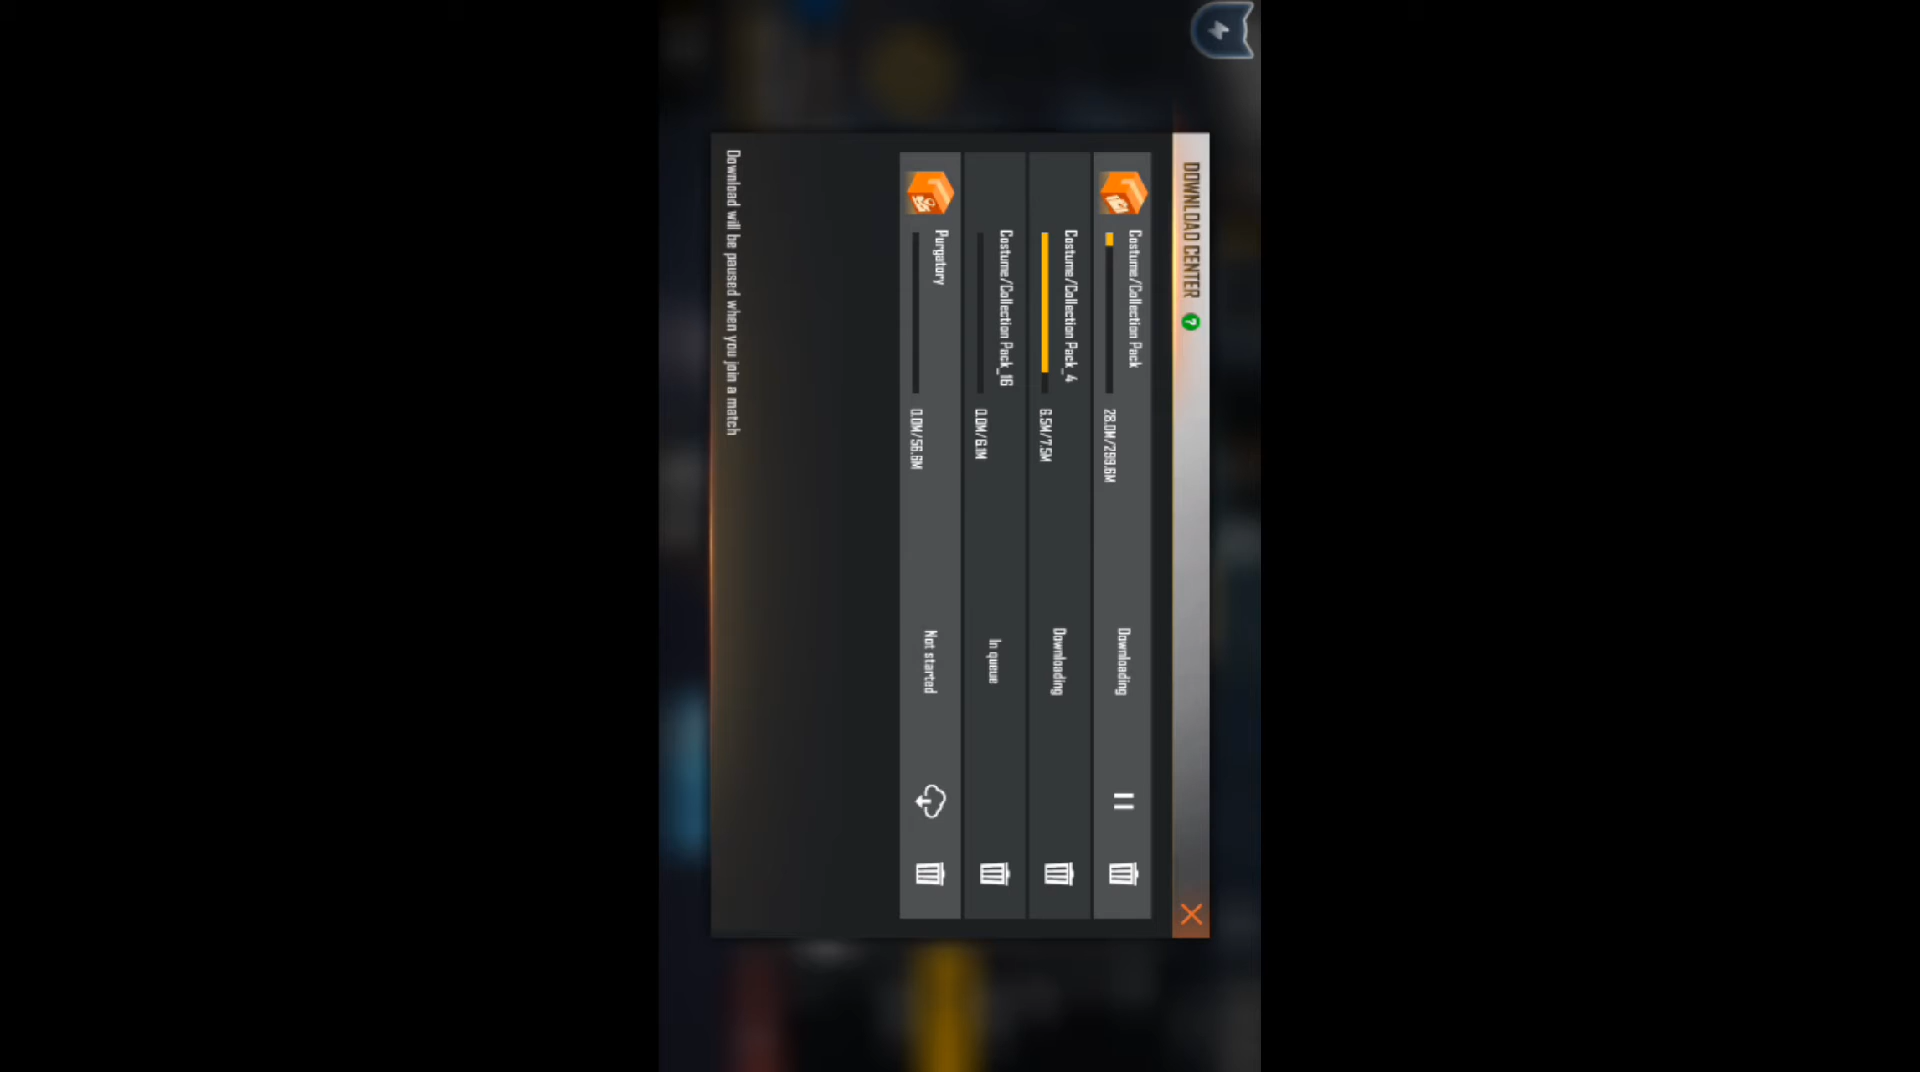 DOWNLOAD CENTER ?
Costume/Collection Pack
28.0M/299.6M
Downloading
Costume/Collection Pack_4
6.5M/7.5M
Downloading
Costume/Collection Pack_16
0.0M/6.1M
In queue
Purgatory
0.0M/56.9M
Not started
Download will be paused when you join a match